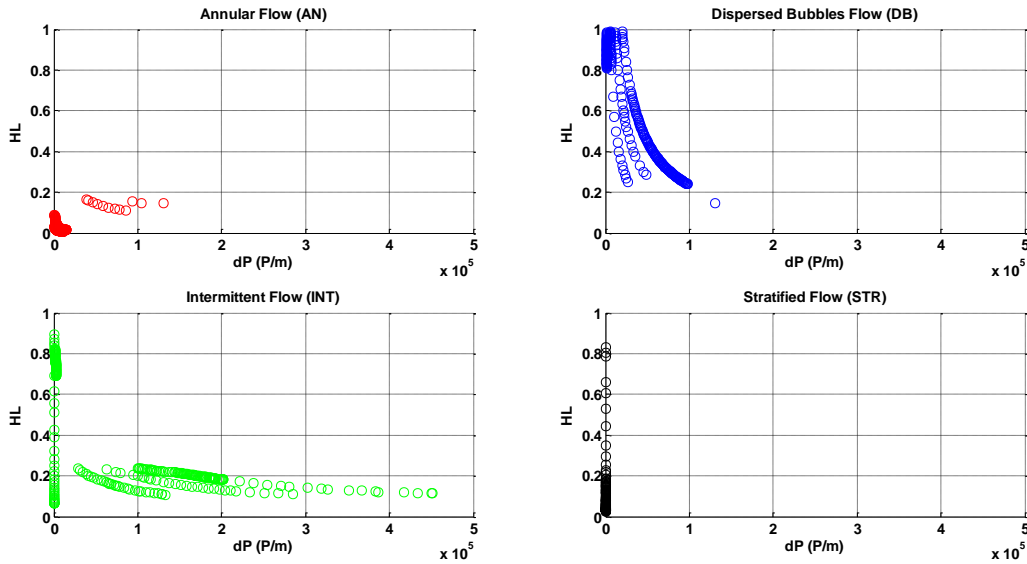 Annular Flow (AN)
1
0.8
0.6
0.4
0.2
0
HL
0 1 2 3 4 5
dP (P/m)
x 10^5
Dispersed Bubbles Flow (DB)
1
0.8
0.6
0.4
0.2
0
HL
0 1 2 3 4 5
dP (P/m)
x 10^5
Intermittent Flow (INT)
1
0.8
0.6
0.4
0.2
0
HL
0 1 2 3 4 5
dP (P/m)
x 10^5
Stratified Flow (STR)
1
0.8
0.6
0.4
0.2
0
HL
0 1 2 3 4 5
dP (P/m)
x 10^5